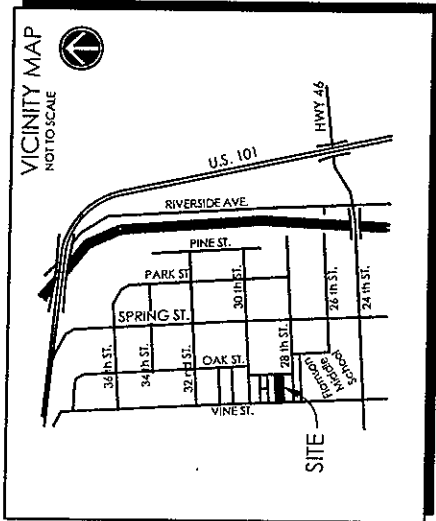 VICINITY MAP
NOT TO SCALE
U.S. 101
HWY 46
RIVERSIDE AVE.
PINE ST.
PARK ST
SPRING ST.
OAK ST.
VINE ST.
36 th ST.
34 th ST.
32 nd ST.
30 th ST.
28 th ST.
26 th ST.
24 th ST.
Flamson
Middle
School
SITE